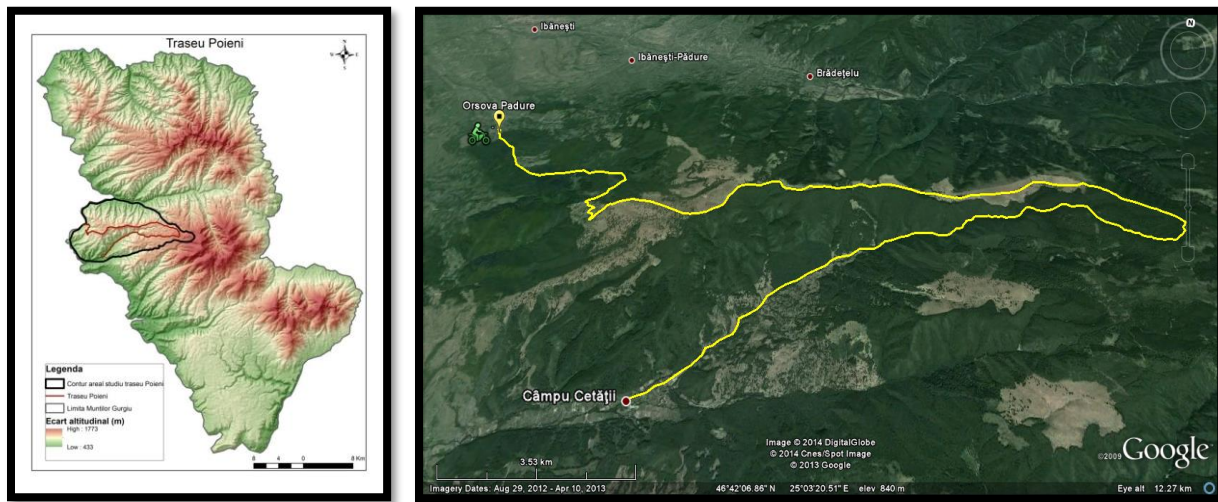 Traseu Poieni
N
W
E
S
Legenda
Contur areal studiu traseu Poieni
Traseu Poieni
Limita Muntilor Gurgiu
Ecart altitudinal (m)
High : 1773
Low : 433
8 4 0 8 Km
N
Ibănești
Ibănești-Pădure
Brădețelu
Orsova Padure
Câmpu Cetății
Image © 2014 DigitalGlobe
© 2014 Cnes/Spot Image
© 2013 Google
©2009 Google
3.53 km
Imagery Dates: Aug 29, 2012 - Apr 10, 2013 46°42'06.86" N 25°03'20.51" E elev 840 m Eye alt 12.27 km